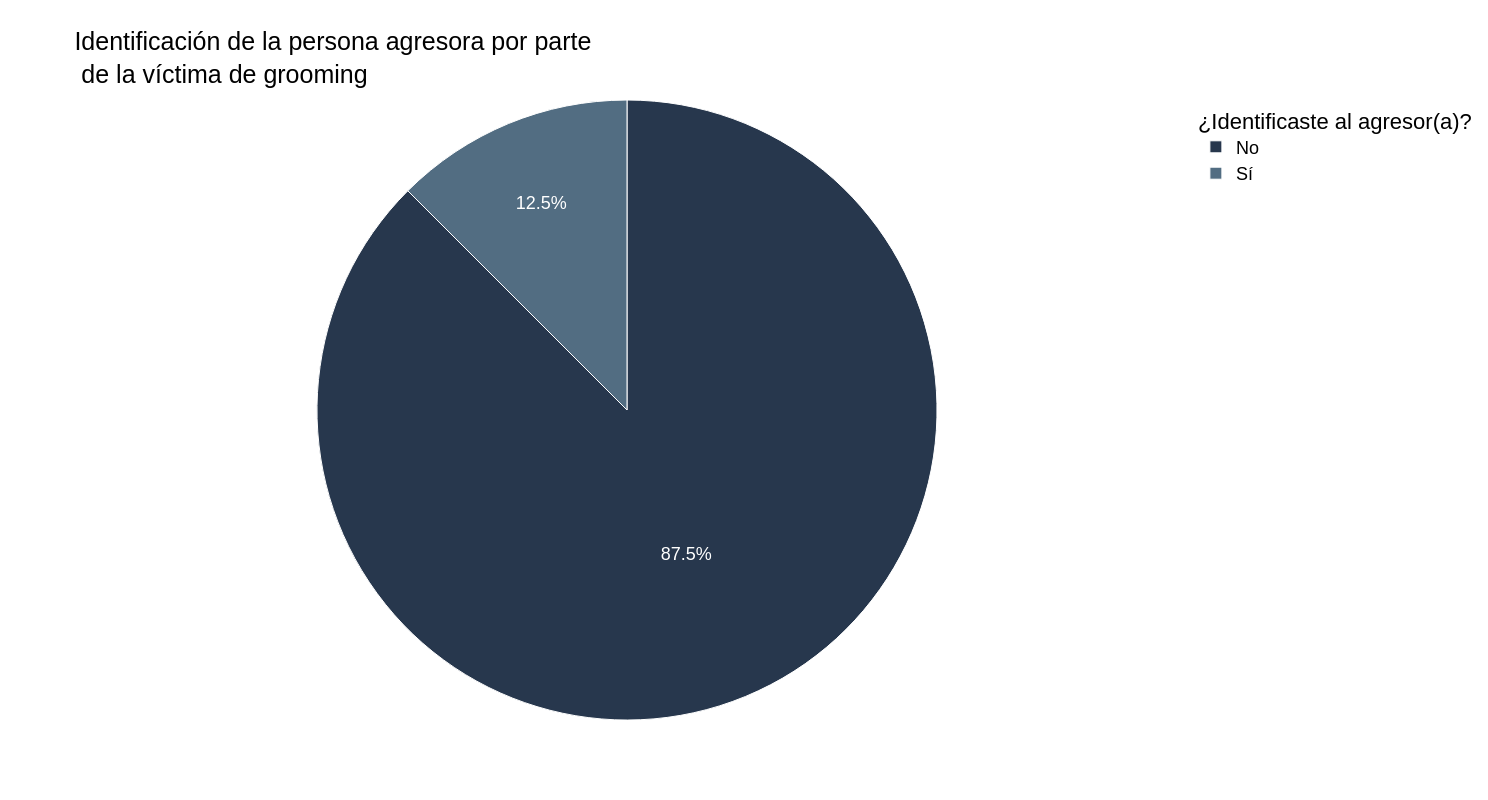 Identificación de la persona agresora por parte
de la víctima de grooming
¿Identificaste al agresor(a)?
No
Sí
12.5%
87.5%